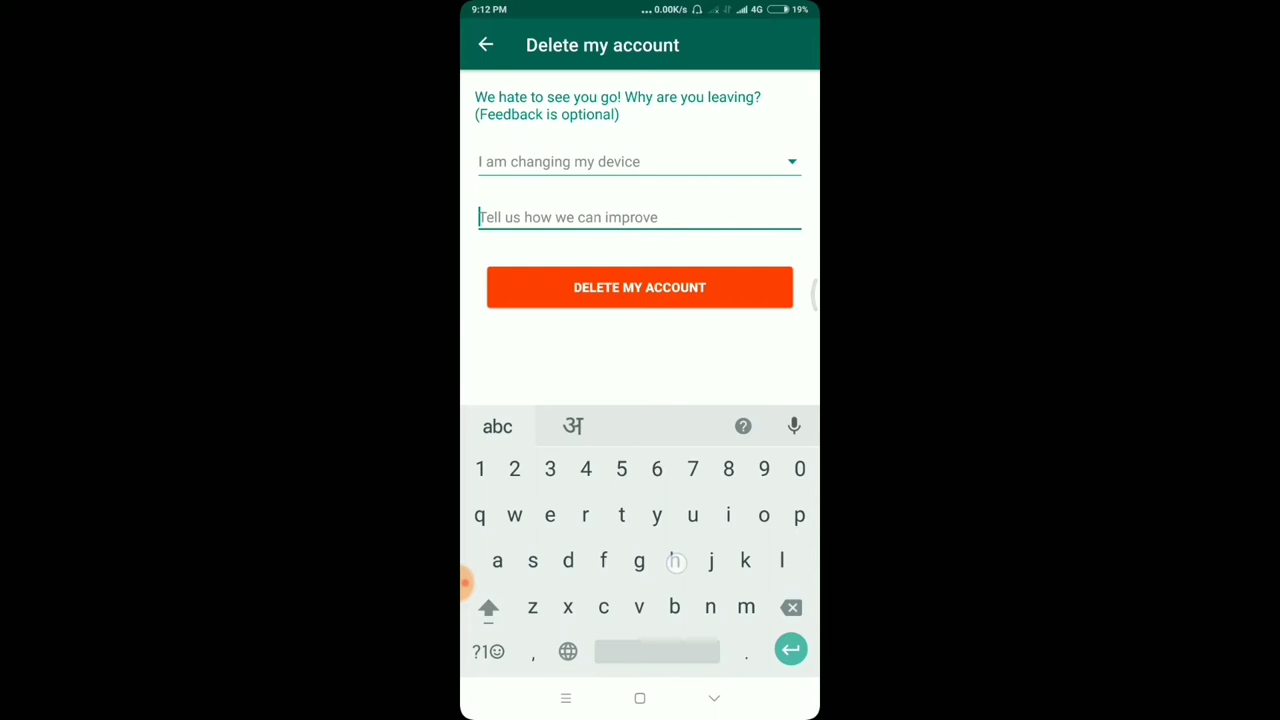 9:12 PM
... 0.00K/s 4G 19%
Delete my account
We hate to see you go! Why are you leaving?
(Feedback is optional)
I am changing my device
Tell us how we can improve
DELETE MY ACCOUNT
abc अ ?
1 2 3 4 5 6 7 8 9 0
q w e r t y u i o p
a s d f g h j k l
z x c v b n m
?1☺ , .